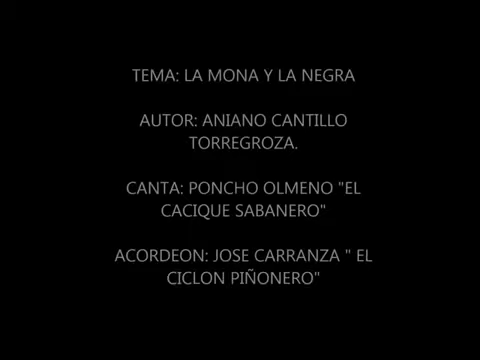 TEMA: LA MONA Y LA NEGRA
AUTOR: ANIANO CANTILLO
TORREGROZA.
CANTA: PONCHO OLMENO "EL
CACIQUE SABANERO"
ACORDEON: JOSE CARRANZA " EL
CICLON PIÑONERO"